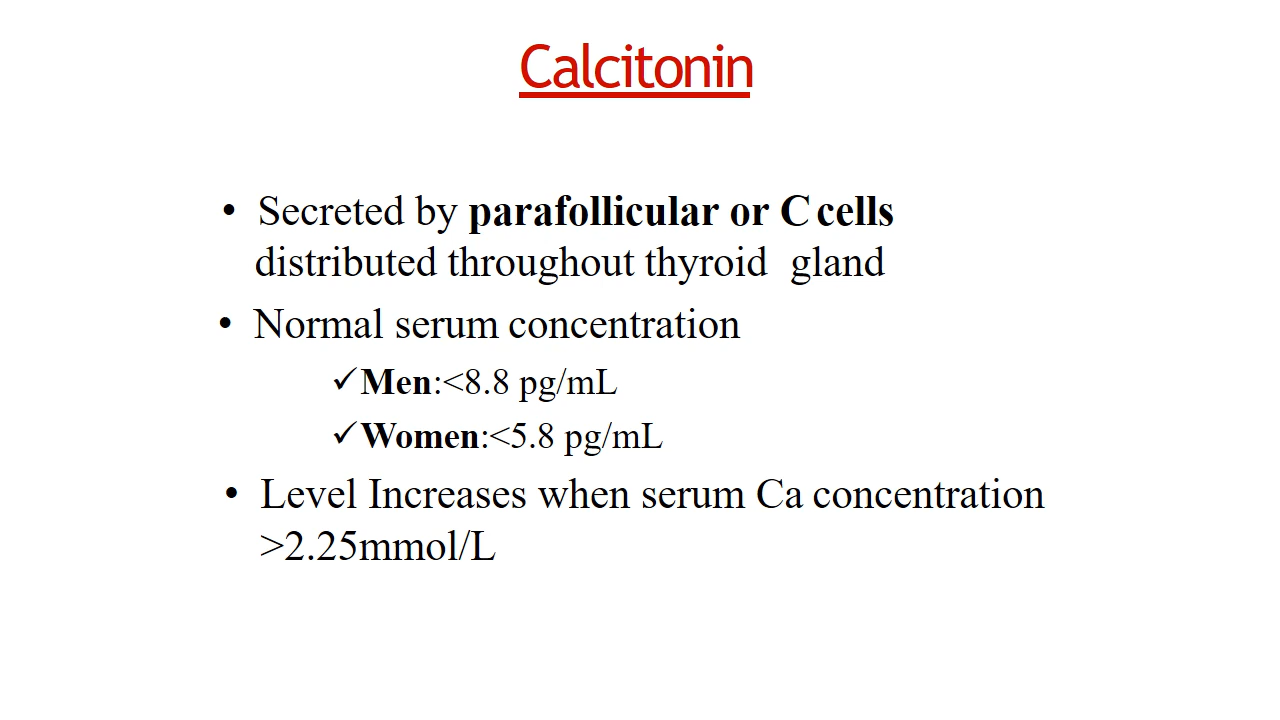 Calcitonin
• Secreted by parafollicular or C cells
distributed throughout thyroid gland
• Normal serum concentration
✓Men:<8.8 pg/mL
✓Women:<5.8 pg/mL
• Level Increases when serum Ca concentration
>2.25mmol/L